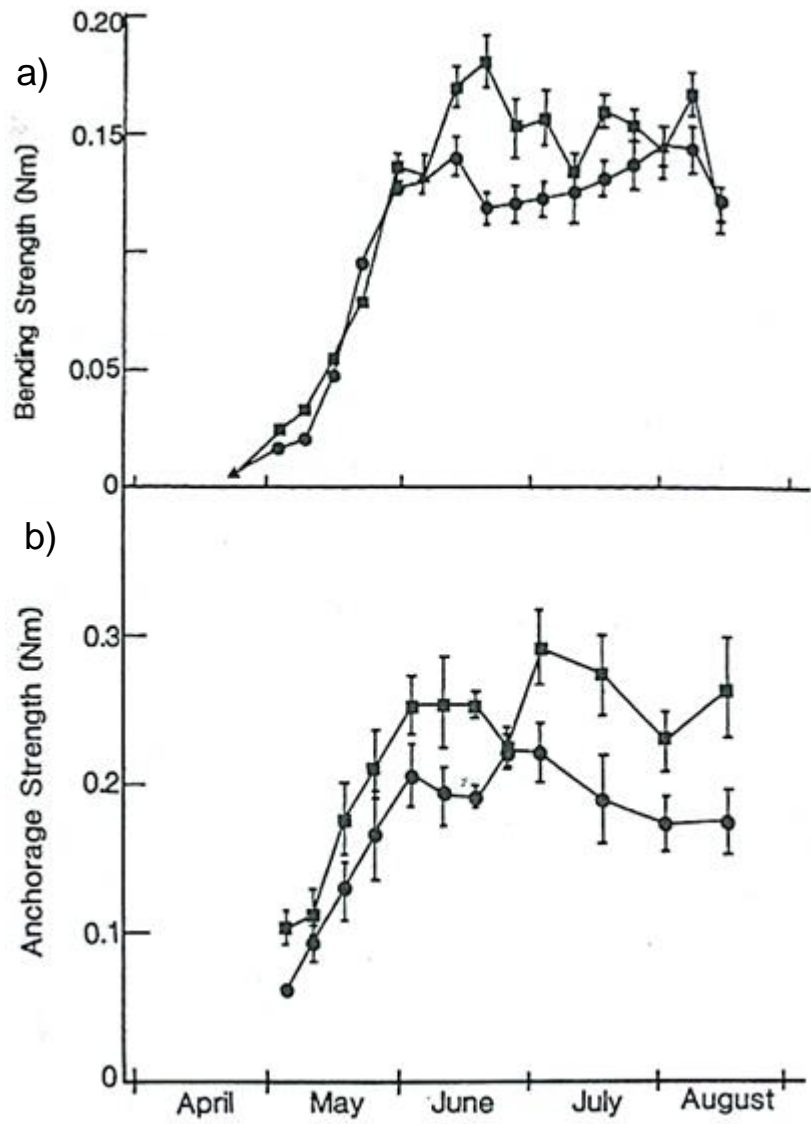 a)
0.20
0.15
0.05
0
Bending Strength (Nm)
b)
0.3
0.2
0.1
0
Anchorage Strength (Nm)
April May June July August